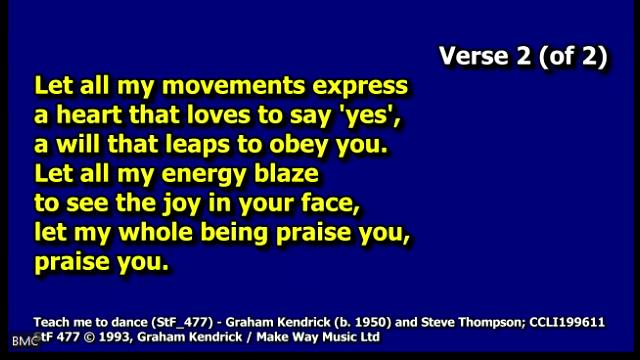 Verse 2 (of 2)
Let all my movements express
a heart that loves to say 'yes',
a will that leaps to obey you.
Let all my energy blaze
to see the joy in your face,
let my whole being praise you,
praise you.
Teach me to dance (StF_477) - Graham Kendrick (b. 1950) and Steve Thompson; CCLI199611
StF 477 © 1993, Graham Kendrick / Make Way Music Ltd
BMC